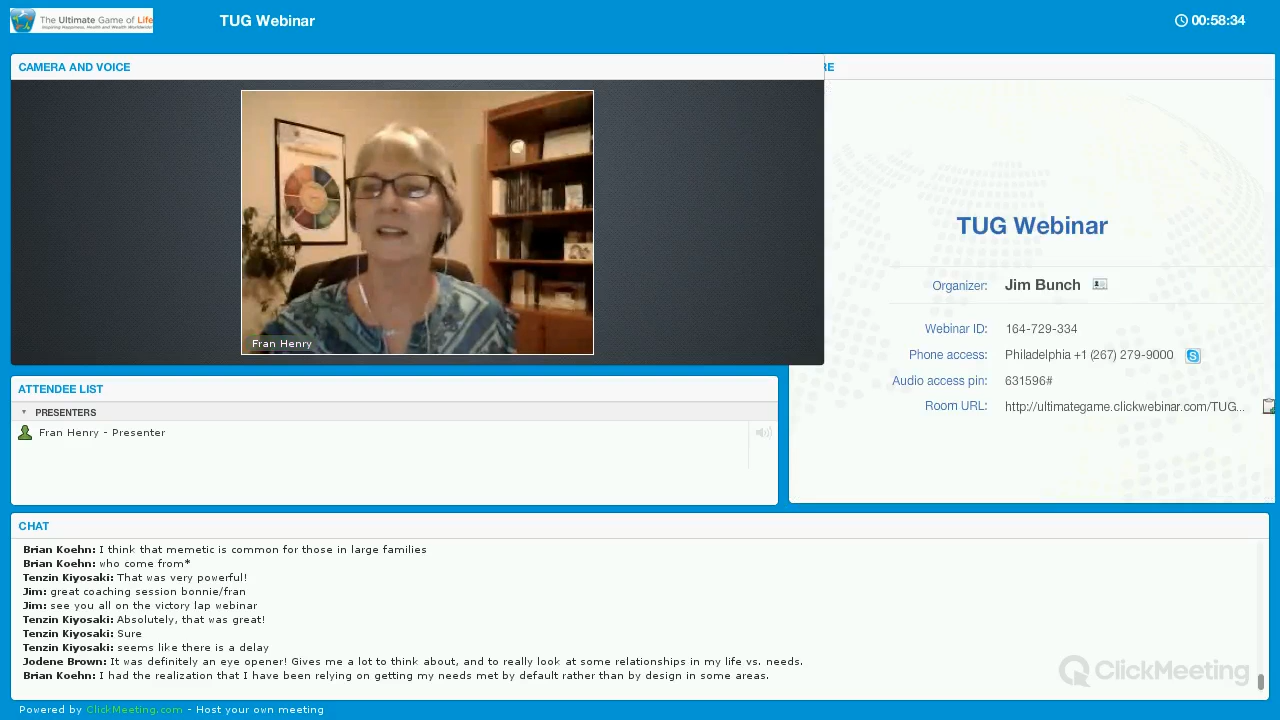 The Ultimate Game of Life
Inspiring Happiness, Health and Wealth Worldwide!
TUG Webinar
00:58:34
CAMERA AND VOICE
RE
Fran Henry
TUG Webinar
Organizer: Jim Bunch
Webinar ID: 164-729-334
Phone access: Philadelphia +1 (267) 279-9000
Audio access pin: 631596#
Room URL: http://ultimategame.clickwebinar.com/TUG...
ATTENDEE LIST
PRESENTERS
Fran Henry - Presenter
CHAT
Brian Koehn: I think that memetic is common for those in large families
Brian Koehn: who come from*
Tenzin Kiyosaki: That was very powerful!
Jim: great coaching session bonnie/fran
Jim: see you all on the victory lap webinar
Tenzin Kiyosaki: Absolutely, that was great!
Tenzin Kiyosaki: Sure
Tenzin Kiyosaki: seems like there is a delay
Jodene Brown: It was definitely an eye opener! Gives me a lot to think about, and to really look at some relationships in my life vs. needs.
Brian Koehn: I had the realization that I have been relying on getting my needs met by default rather than by design in some areas.
ClickMeeting
Powered by ClickMeeting.com - Host your own meeting